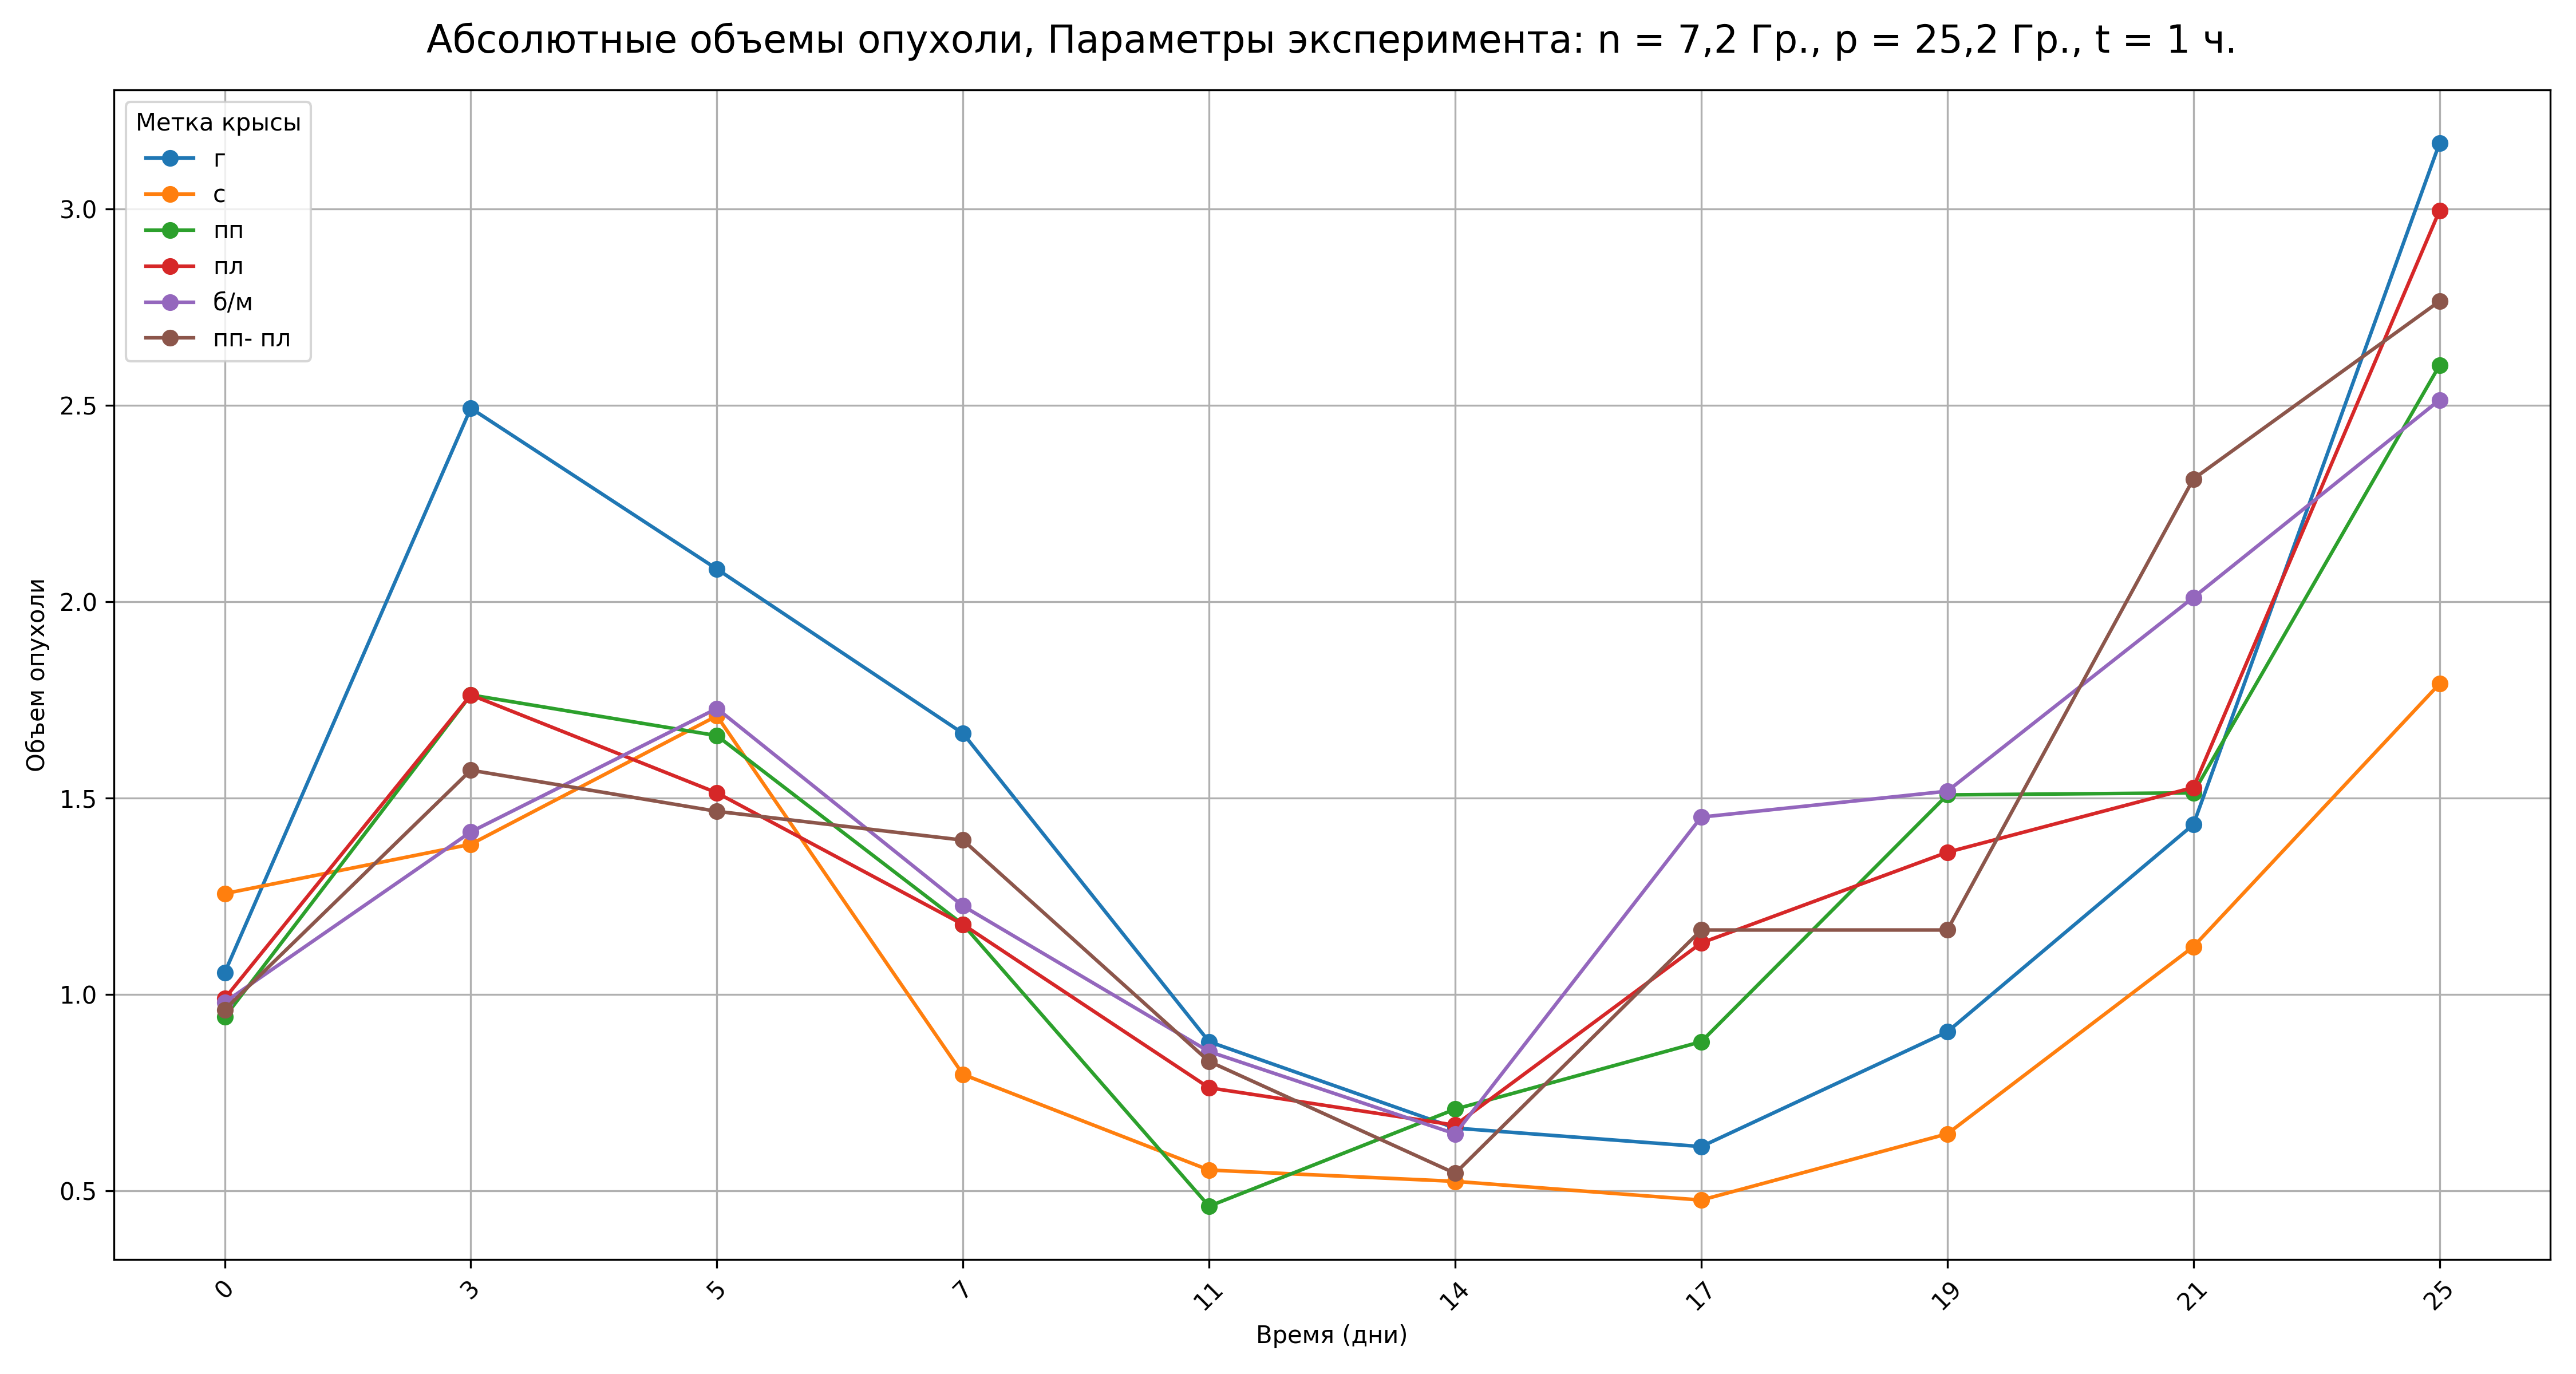 Абсолютные объемы опухоли, Параметры эксперимента: n = 7,2 Гр., p = 25,2 Гр., t = 1 ч.
Метка крысы
г
с
пп
пл
б/м
пп- пл
Объем опухоли
3.0
2.5
2.0
1.5
1.0
0.5
0 3 5 7 11 14 17 19 21 25
Время (дни)